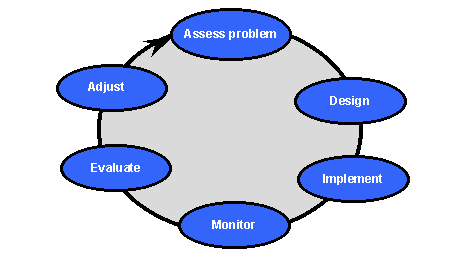 Assess problem
Design
Implement
Monitor
Evaluate
Adjust